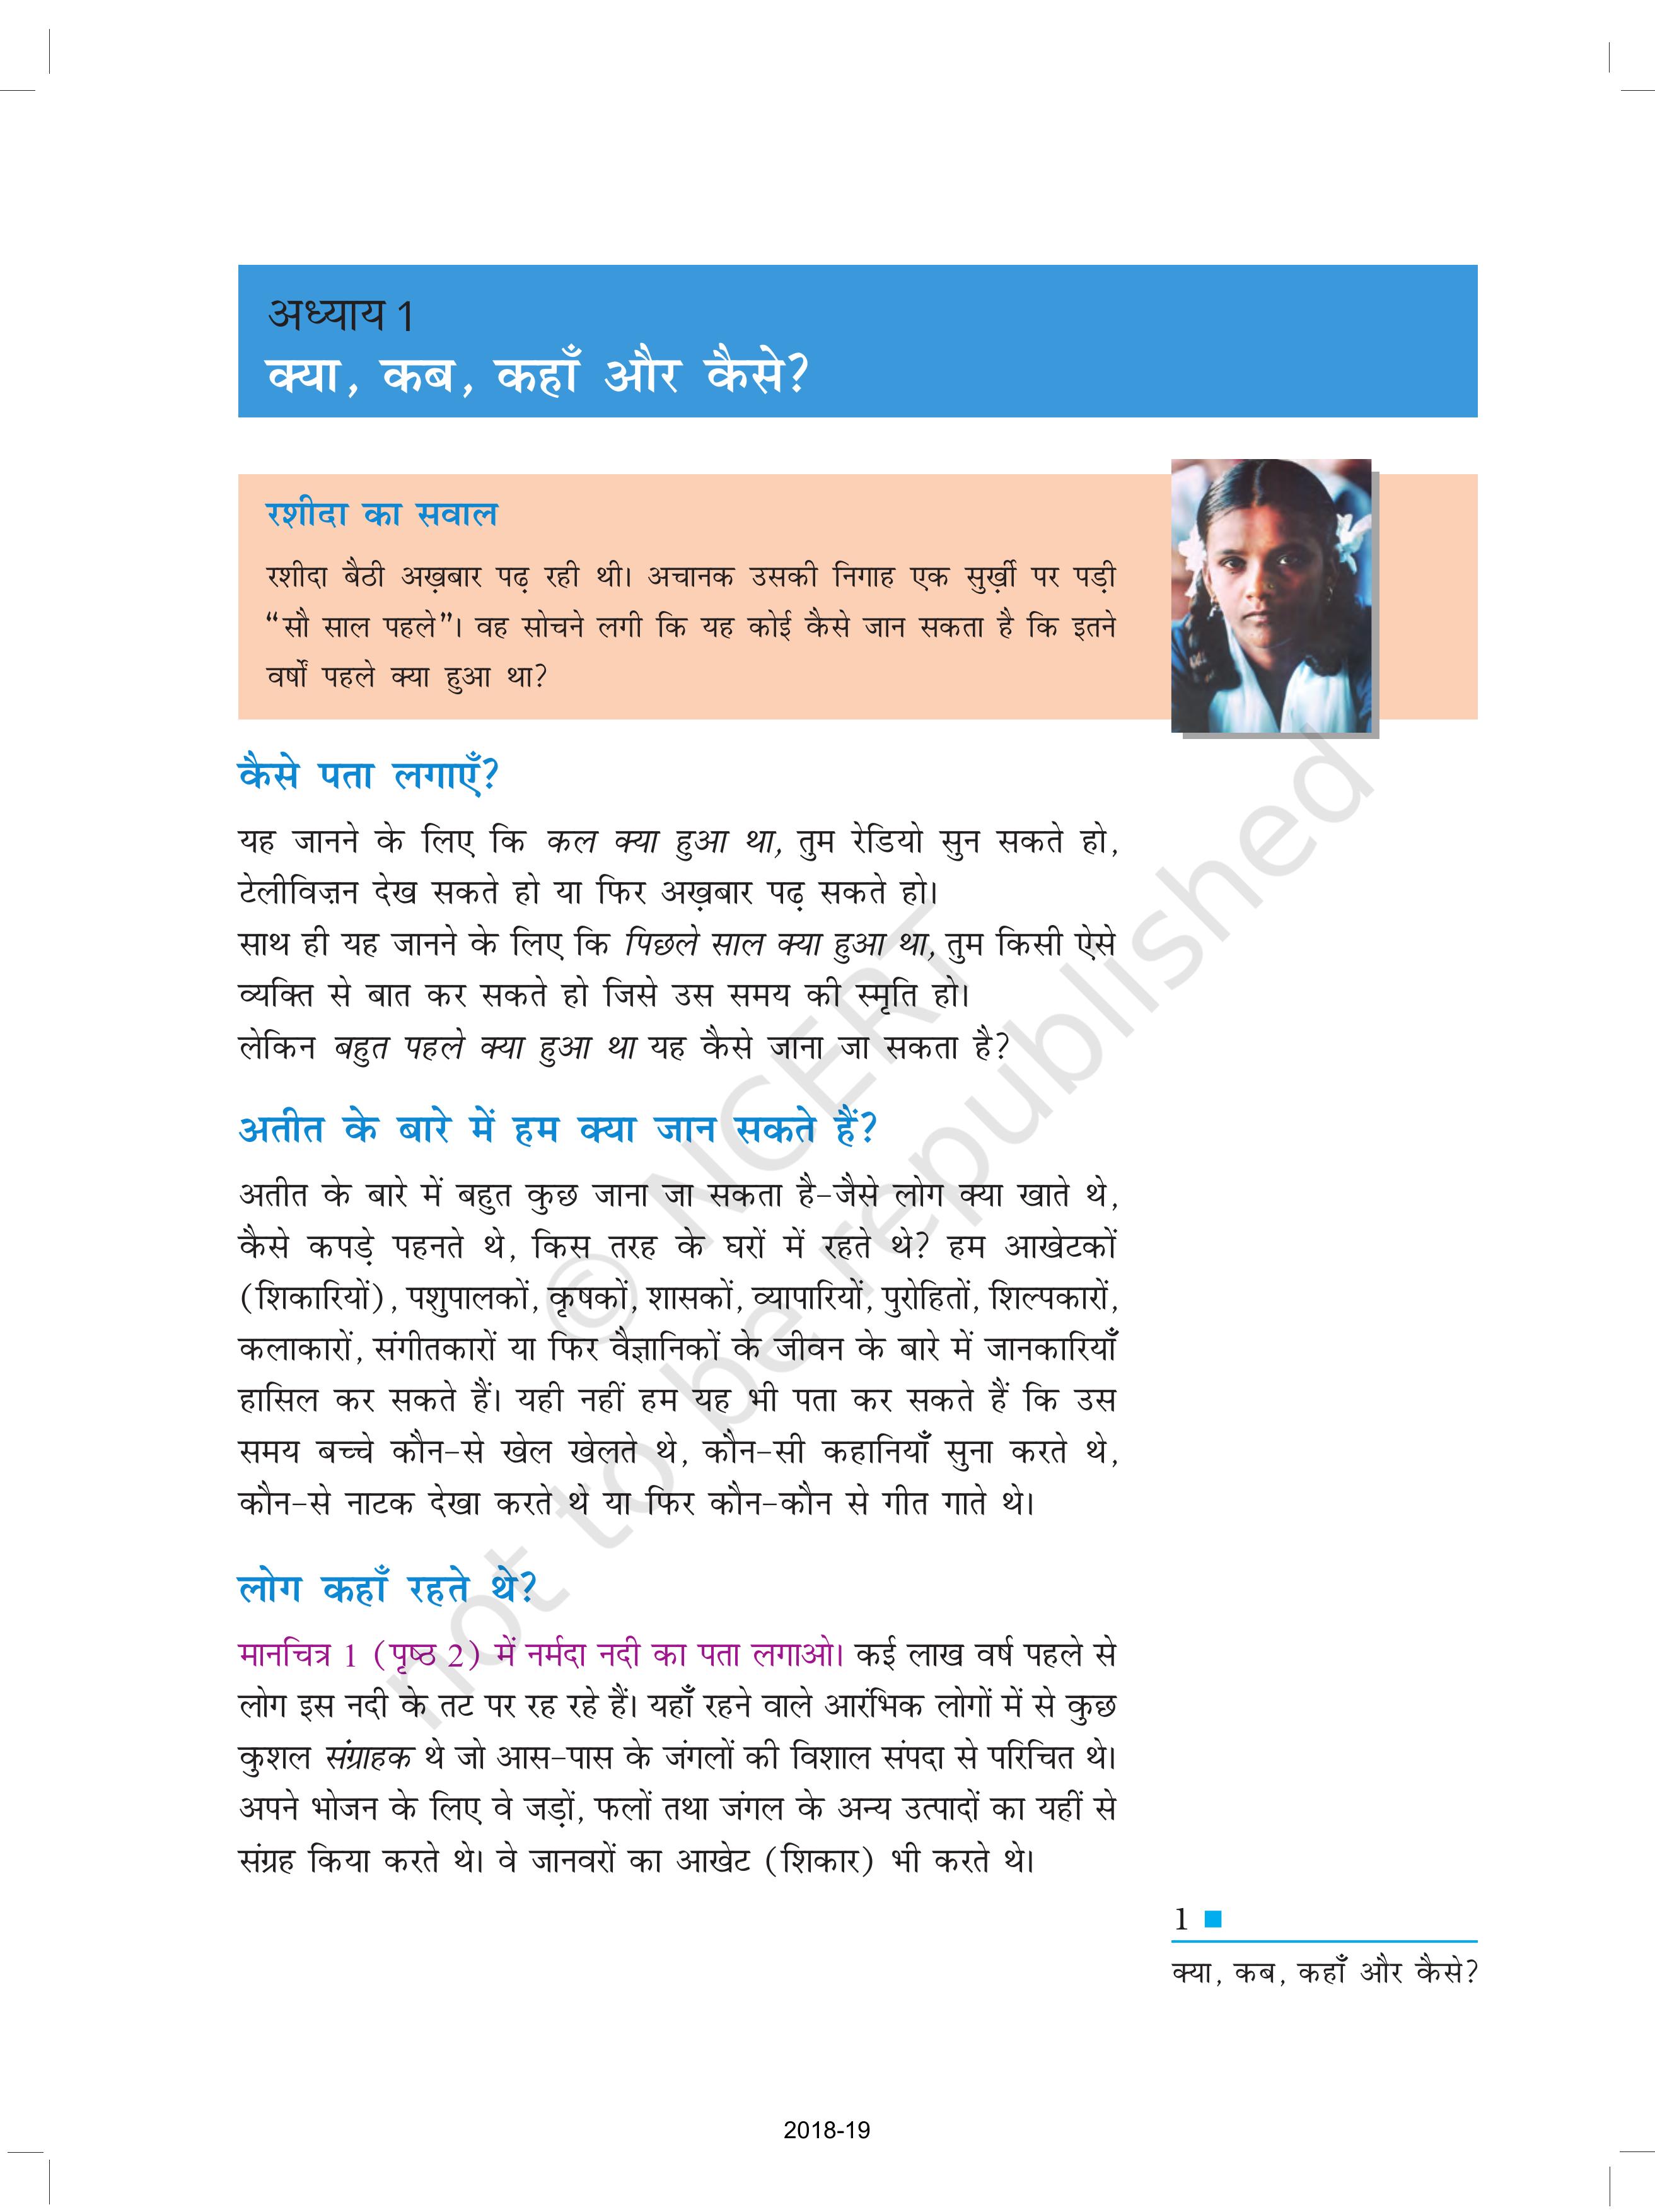 अध्याय 1
क्या, कब, कहाँ और कैसे?
रशीदा का सवाल
रशीदा बैठी अख़बार पढ़ रही थी। अचानक उसकी निगाह एक सुर्ख़ी पर पड़ी
“सौ साल पहले”। वह सोचने लगी कि यह कोई कैसे जान सकता है कि इतने
वर्षों पहले क्या हुआ था?
कैसे पता लगाएँ?
यह जानने के लिए कि कल क्या हुआ था, तुम रेडियो सुन सकते हो,
टेलीविज़न देख सकते हो या फिर अख़बार पढ़ सकते हो।
साथ ही यह जानने के लिए कि पिछले साल क्या हुआ था, तुम किसी ऐसे
व्यक्ति से बात कर सकते हो जिसे उस समय की स्मृति हो।
लेकिन बहुत पहले क्या हुआ था यह कैसे जाना जा सकता है?
अतीत के बारे में हम क्या जान सकते हैं?
अतीत के बारे में बहुत कुछ जाना जा सकता है-जैसे लोग क्या खाते थे,
कैसे कपड़े पहनते थे, किस तरह के घरों में रहते थे? हम आखेटकों
(शिकारियों), पशुपालकों, कृषकों, शासकों, व्यापारियों, पुरोहितों, शिल्पकारों,
कलाकारों, संगीतकारों या फिर वैज्ञानिकों के जीवन के बारे में जानकारियाँ
हासिल कर सकते हैं। यही नहीं हम यह भी पता कर सकते हैं कि उस
समय बच्चे कौन-से खेल खेलते थे, कौन-सी कहानियाँ सुना करते थे,
कौन-से नाटक देखा करते थे या फिर कौन-कौन से गीत गाते थे।
लोग कहाँ रहते थे?
मानचित्र 1 (पृष्ठ 2) में नर्मदा नदी का पता लगाओ। कई लाख वर्ष पहले से
लोग इस नदी के तट पर रह रहे हैं। यहाँ रहने वाले आरंभिक लोगों में से कुछ
कुशल संग्राहक थे जो आस-पास के जंगलों की विशाल संपदा से परिचित थे।
अपने भोजन के लिए वे जड़ों, फलों तथा जंगल के अन्य उत्पादों का यहीं से
संग्रह किया करते थे। वे जानवरों का आखेट (शिकार) भी करते थे।
1
क्या, कब, कहाँ और कैसे?
2018-19
© NCERT
not to be republished